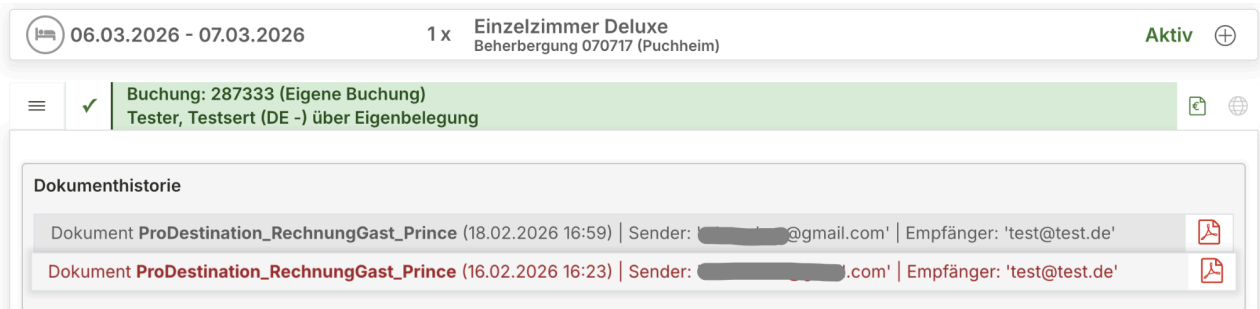 06.03.2026 - 07.03.2026 1 x Einzelzimmer Deluxe
Beherbergung 070717 (Puchheim)
Aktiv
Buchung: 287333 (Eigene Buchung)
Tester, Testsert (DE -) über Eigenbelegung
Dokumenthistorie
Dokument ProDestination_RechnungGast_Prince (18.02.2026 16:59) | Sender: @gmail.com' | Empfänger: 'test@test.de'
Dokument ProDestination_RechnungGast_Prince (16.02.2026 16:23) | Sender: .com' | Empfänger: 'test@test.de'